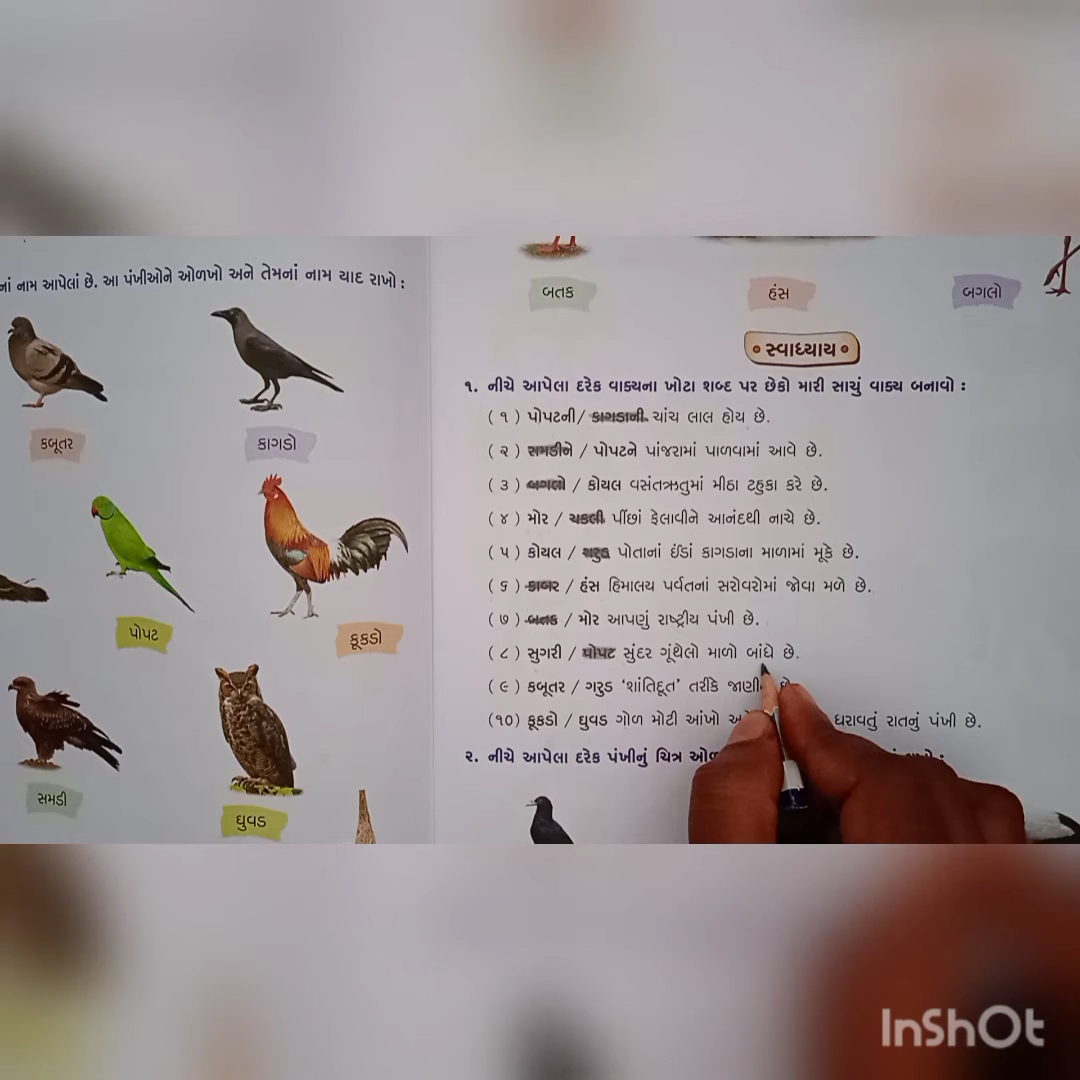 નાં નામ આપેલાં છે. આ પંખીઓને ઓળખો અને તેમનાં નામ યાદ રાખો :
કબૂતર
કાગડો
પોપટ
કૂકડો
સમડી
ઘુવડ
બતક
હંસ
બગલો
સ્વાધ્યાય
૧. નીચે આપેલા દરેક વાક્યના ખોટા શબ્દ પર છેકો મારી સાચું વાક્ય બનાવો :
(૧) પોપટની/ કાગડાની ચાંચ લાલ હોય છે.
(૨) સમડીને / પોપટને પાંજરામાં પાળવામાં આવે છે.
(૩) બગલો / કોયલ વસંતઋતુમાં મીઠા ટહુકા કરે છે.
(૪) મોર / ચકલી પીંછાં ફેલાવીને આનંદથી નાચે છે.
(૫) કોયલ / ગરુડ પોતાનાં ઈંડાં કાગડાના માળામાં મૂકે છે.
(૬) કાબર / હંસ હિમાલય પર્વતનાં સરોવરોમાં જોવા મળે છે.
(૭) બતક / મોર આપણું રાષ્ટ્રીય પંખી છે.
(૮) સુગરી / પોપટ સુંદર ગૂંથેલો માળો બાંધે છે.
(૯) કબૂતર / ગરુડ ‘શાંતિદૂત’ તરીકે જાણી છે.
(૧૦) કૂકડો / ઘુવડ ગોળ મોટી આંખો ધરાવતું રાતનું પંખી છે.
૨. નીચે આપેલા દરેક પંખીનું ચિત્ર
InShOt